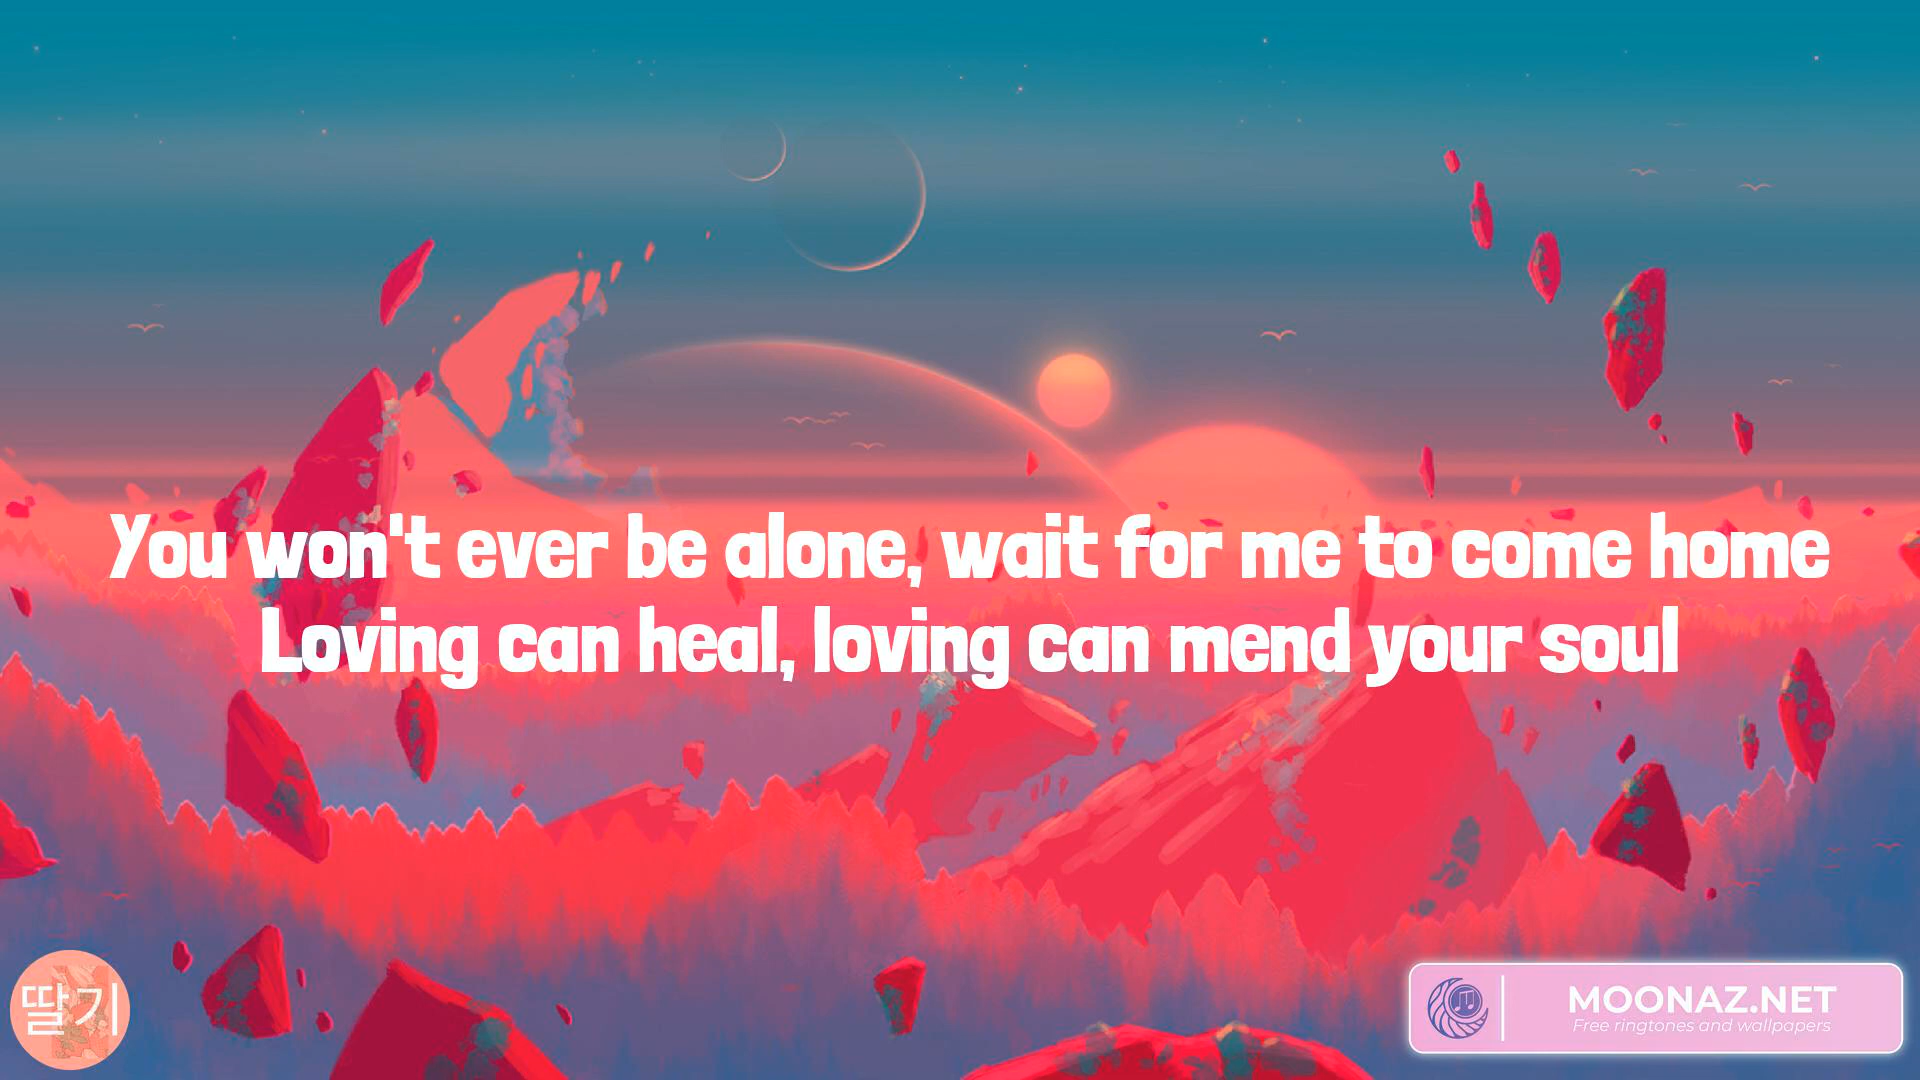 You won't ever be alone, wait for me to come home
Loving can heal, loving can mend your soul
딸기
MOONAZ.NET
Free ringtones and wallpapers